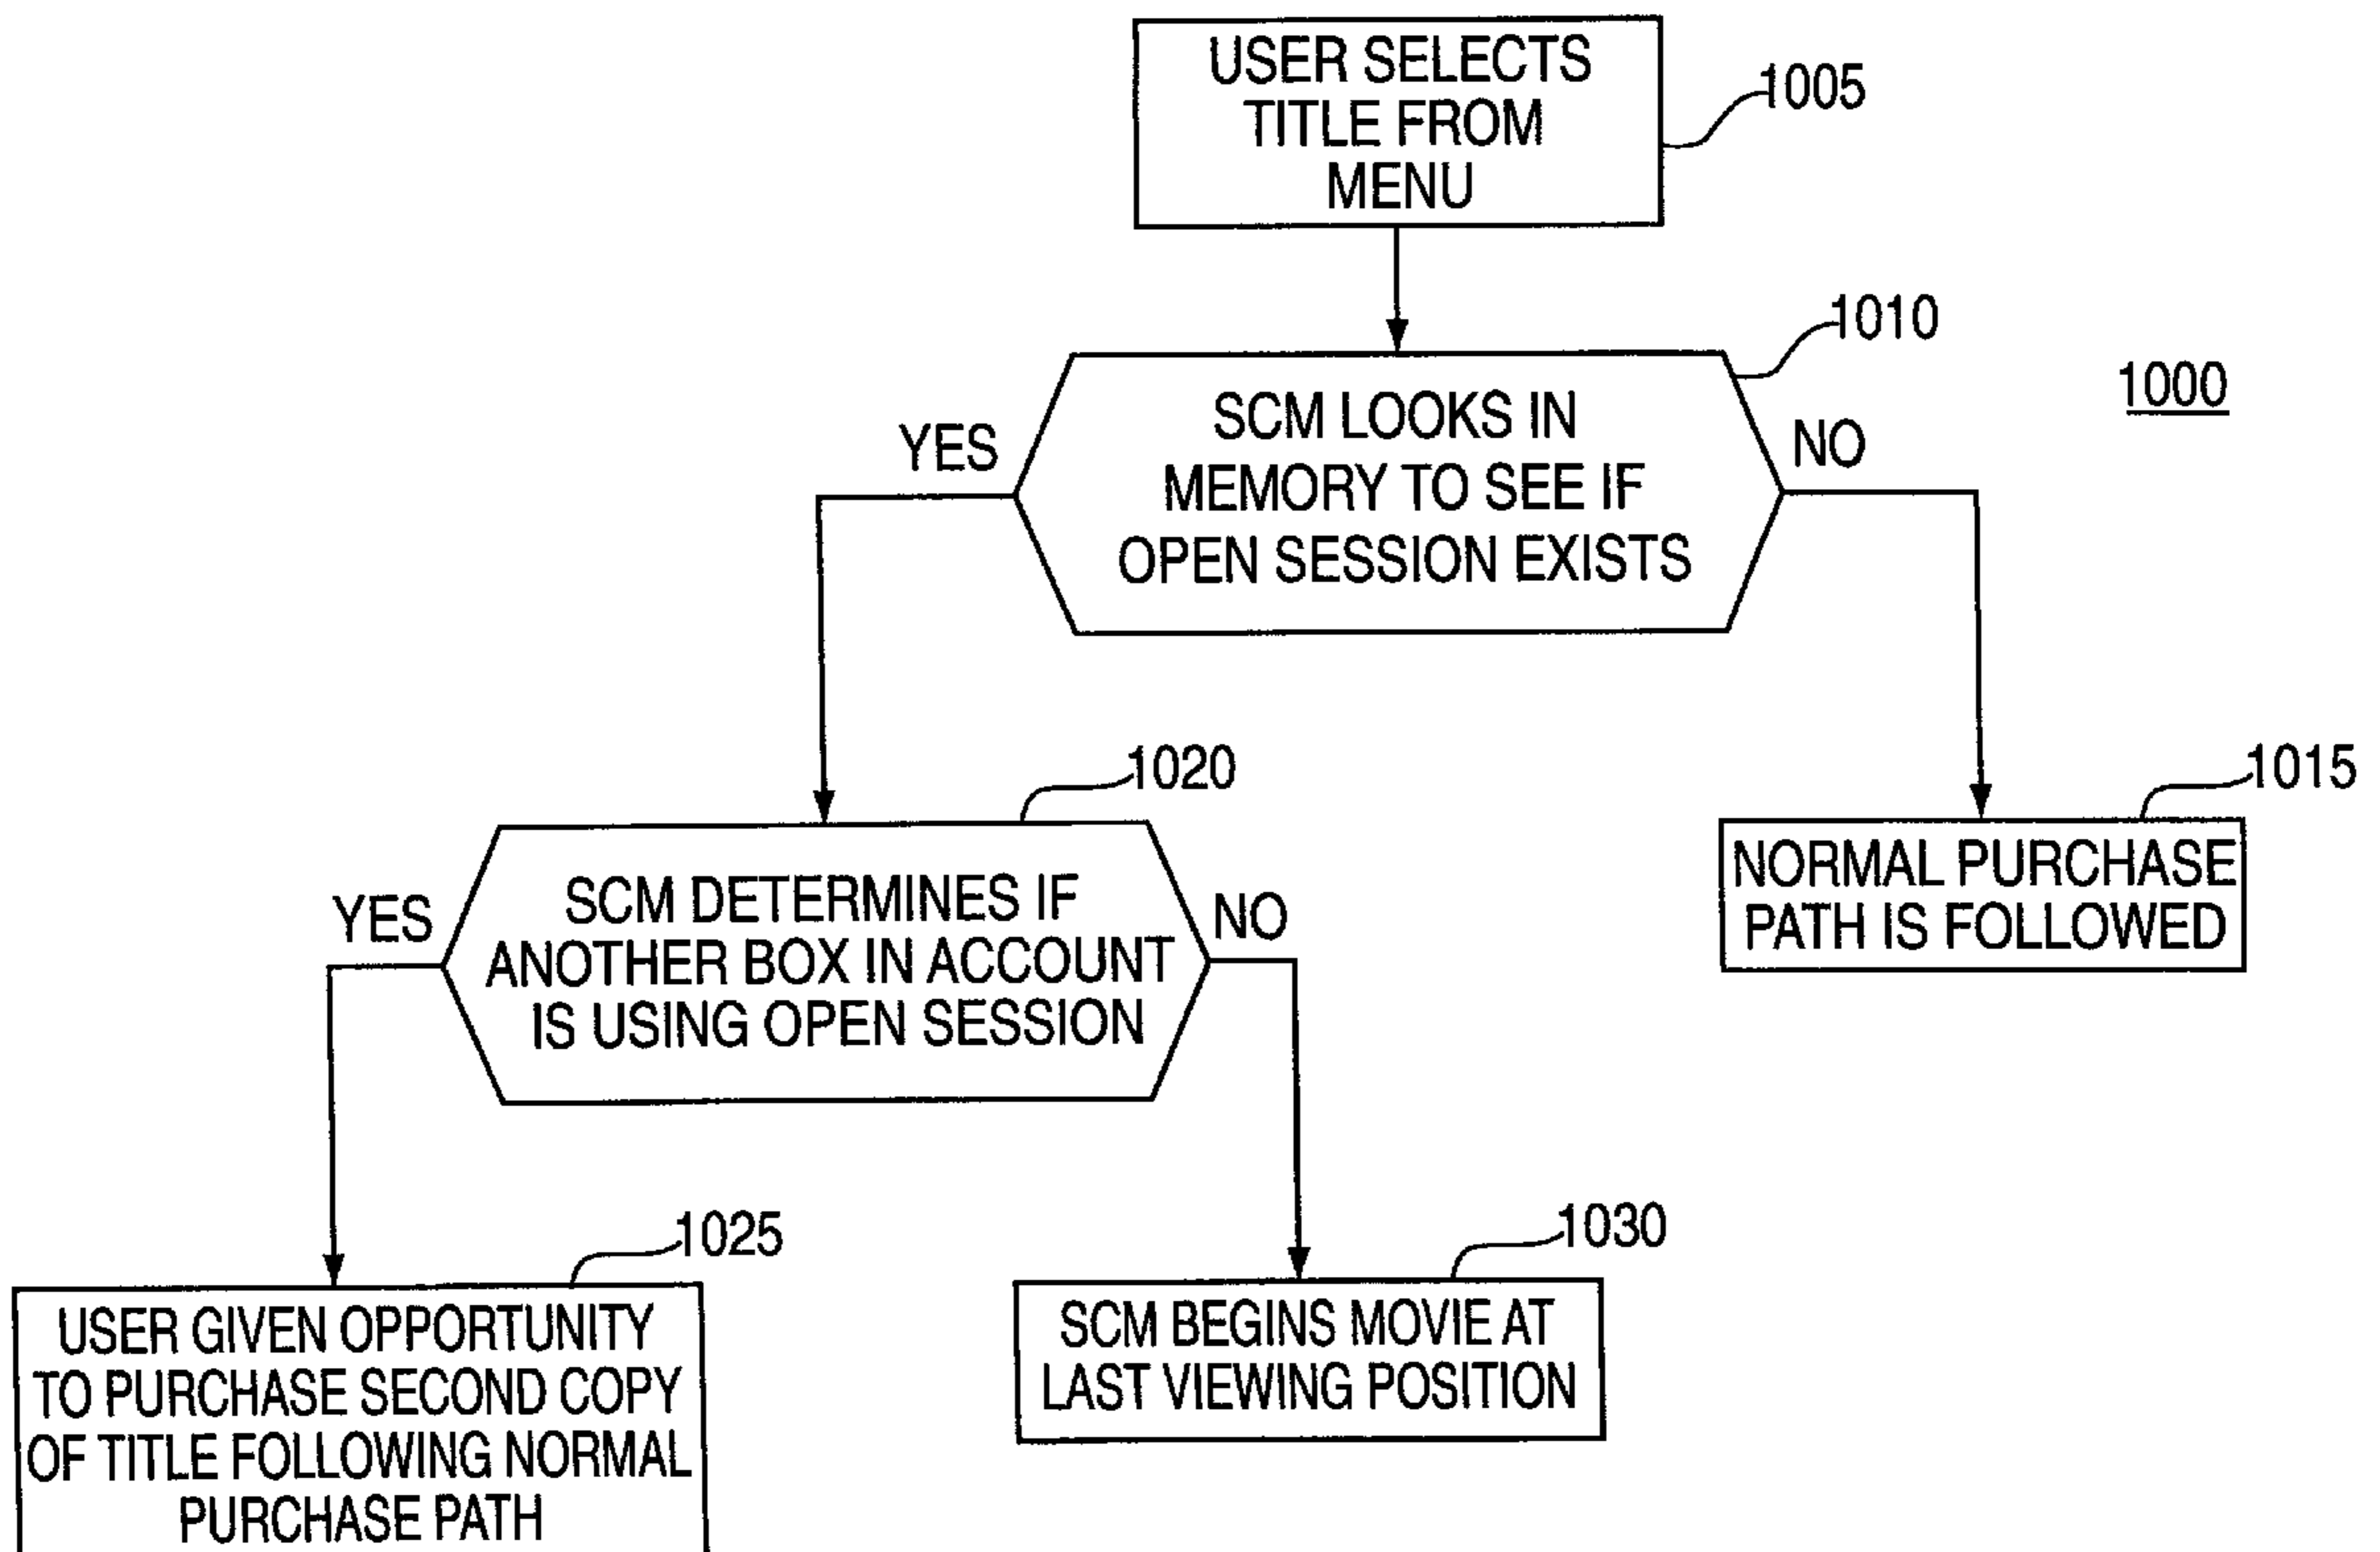 USER SELECTS
TITLE FROM
MENU
1005
1010
1000
SCM LOOKS IN
MEMORY TO SEE IF
OPEN SESSION EXISTS
YES
NO
1020
1015
NORMAL PURCHASE
PATH IS FOLLOWED
SCM DETERMINES IF
ANOTHER BOX IN ACCOUNT
IS USING OPEN SESSION
YES
NO
1025
1030
USER GIVEN OPPORTUNITY
TO PURCHASE SECOND COPY
OF TITLE FOLLOWING NORMAL
PURCHASE PATH
SCM BEGINS MOVIE AT
LAST VIEWING POSITION